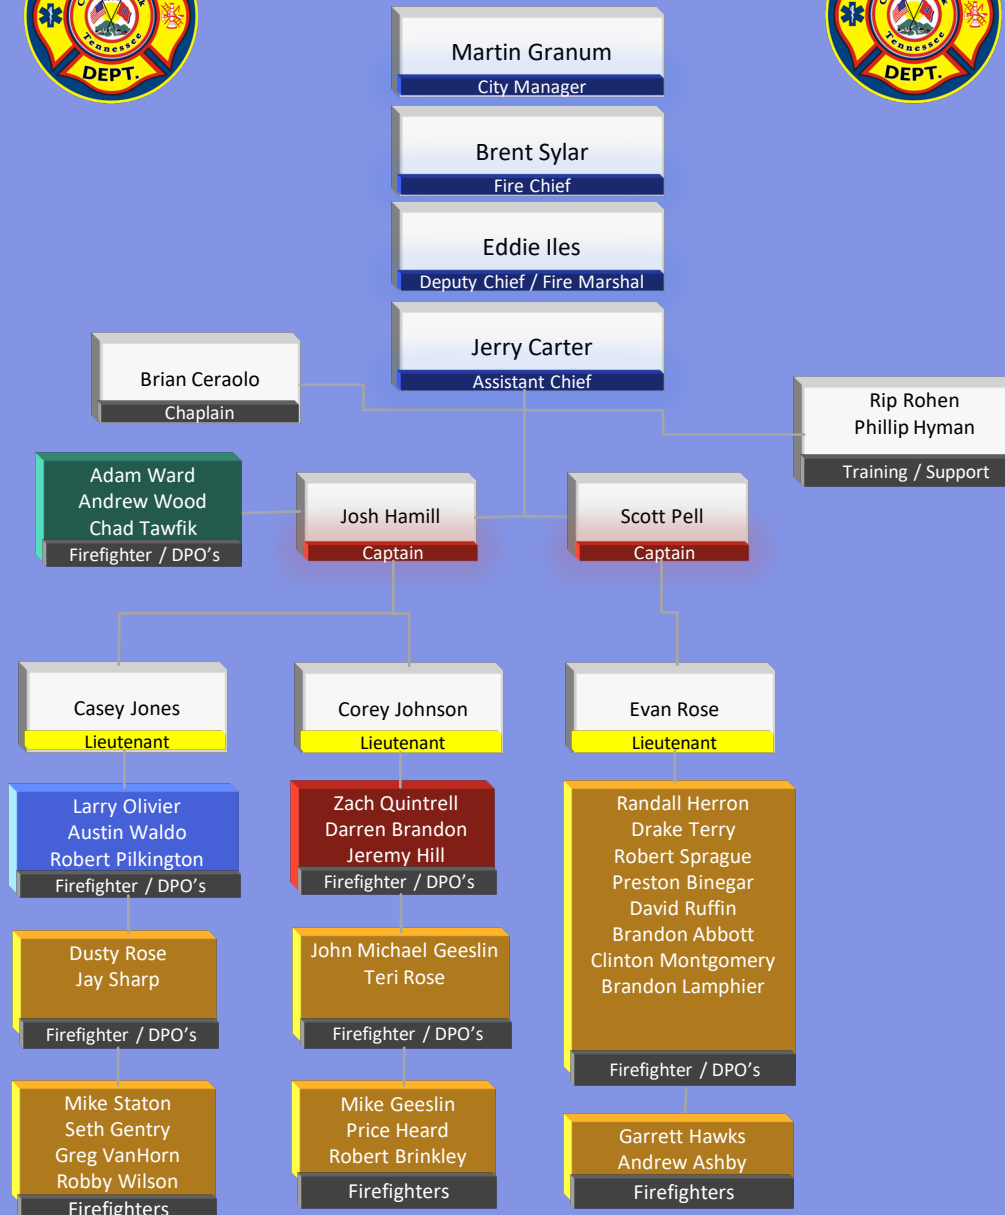 Tennessee
DEPT.
Tennessee
DEPT.
Martin Granum
City Manager
Brent Sylar
Fire Chief
Eddie Iles
Deputy Chief / Fire Marshal
Jerry Carter
Assistant Chief
Brian Ceraolo
Chaplain
Rip Rohen
Phillip Hyman
Training / Support
Adam Ward
Andrew Wood
Chad Tawfik
Firefighter / DPO's
Josh Hamill
Captain
Scott Pell
Captain
Casey Jones
Lieutenant
Corey Johnson
Lieutenant
Evan Rose
Lieutenant
Larry Olivier
Austin Waldo
Robert Pilkington
Firefighter / DPO's
Zach Quintrell
Darren Brandon
Jeremy Hill
Firefighter / DPO's
Randall Herron
Drake Terry
Robert Sprague
Preston Binegar
David Ruffin
Brandon Abbott
Clinton Montgomery
Brandon Lamphier
Firefighter / DPO's
Dusty Rose
Jay Sharp
Firefighter / DPO's
John Michael Geeslin
Teri Rose
Firefighter / DPO's
Mike Staton
Seth Gentry
Greg VanHorn
Robby Wilson
Firefighters
Mike Geeslin
Price Heard
Robert Brinkley
Firefighters
Garrett Hawks
Andrew Ashby
Firefighters